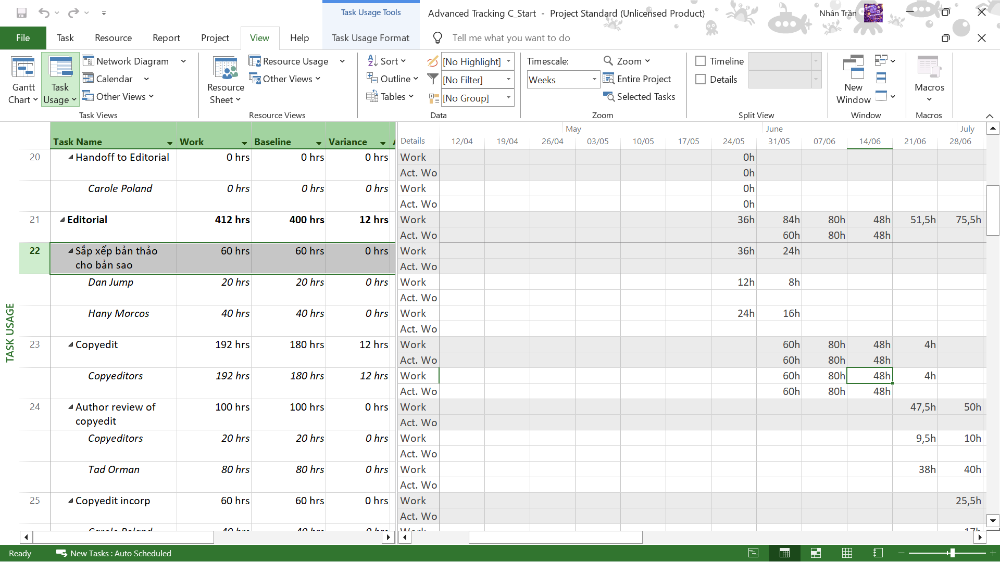 Task Usage Tools
Advanced Tracking C_Start - Project Standard (Unlicensed Product)
Nhân Trần
File Task Resource Report Project View Help Task Usage Format Tell me what you want to do
Gantt Chart
Task Usage
Network Diagram
Calendar
Other Views
Task Views
Resource Sheet
Resource Usage
Other Views
Resource Views
Sort
Outline
Tables
[No Highlight]
[No Filter]
[No Group]
Data
Timescale:
Weeks
Zoom
Entire Project
Selected Tasks
Zoom
Timeline
Details
Split View
New Window
Window
Macros
Macros
TASK USAGE
Task Name Work Baseline Variance
Details
May June July
12/04 19/04 26/04 03/05 10/05 17/05 24/05 31/05 07/06 14/06 21/06 28/06
20 Handoff to Editorial 0 hrs 0 hrs 0 hrs Work 0h
Act. Wo 0h
Carole Poland 0 hrs 0 hrs 0 hrs Work 0h
Act. Wo 0h
21 Editorial 412 hrs 400 hrs 12 hrs Work 36h 84h 80h 48h 51,5h 75,5h
Act. Wo 60h 80h 48h
22 Sắp xếp bản thảo 60 hrs 60 hrs 0 hrs Work 36h 24h
cho bản sao Act. Wo
Dan Jump 20 hrs 20 hrs 0 hrs Work 12h 8h
Act. Wo
Hany Morcos 40 hrs 40 hrs 0 hrs Work 24h 16h
Act. Wo
23 Copyedit 192 hrs 180 hrs 12 hrs Work 60h 80h 48h 4h
Act. Wo 60h 80h 48h
Copyeditors 192 hrs 180 hrs 12 hrs Work 60h 80h 48h 4h
Act. Wo 60h 80h 48h
24 Author review of 100 hrs 100 hrs 0 hrs Work 47,5h 50h
copyedit Act. Wo
Copyeditors 20 hrs 20 hrs 0 hrs Work 9,5h 10h
Act. Wo
Tad Orman 80 hrs 80 hrs 0 hrs Work 38h 40h
Act. Wo
25 Copyedit incorp 60 hrs 60 hrs 0 hrs Work 25,5h
Act. Wo
Carole Poland 40 hrs 40 hrs 0 hrs Work 17h
Ready New Tasks : Auto Scheduled